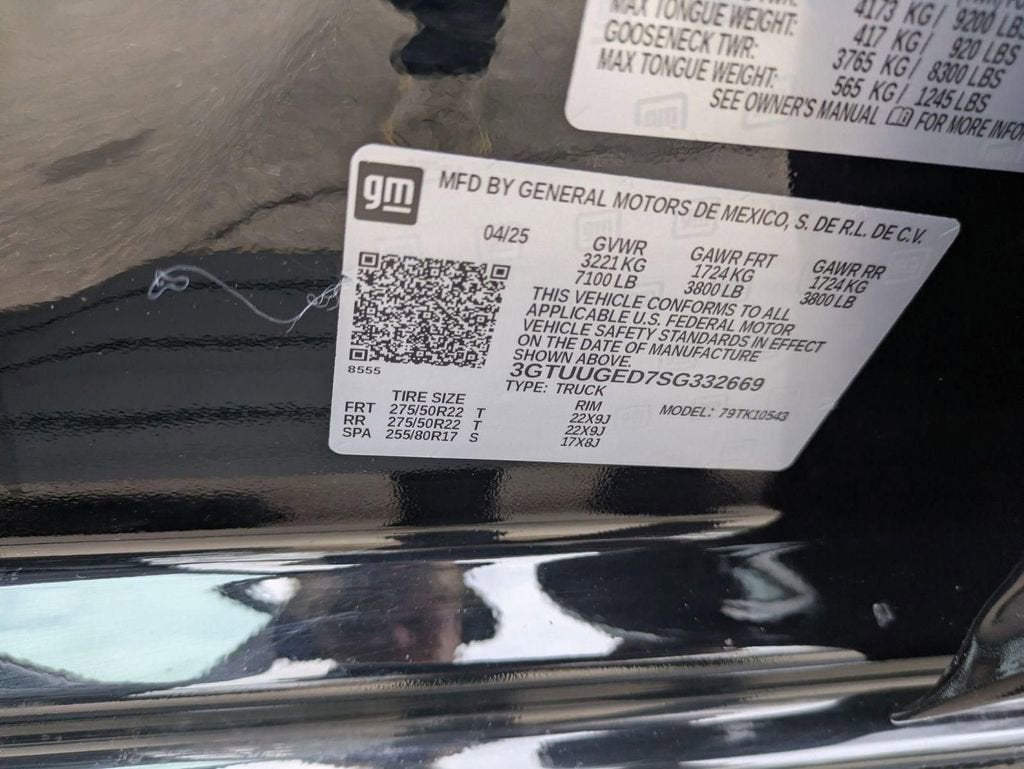 MAX TONGUE WEIGHT: 4173 KG/ 9200 LBS
GOOSENECK TWR: 417 KG/ 920 LBS
MAX TONGUE WEIGHT: 3765 KG/ 8300 LBS
565 KG/ 1245 LBS
SEE OWNER'S MANUAL FOR MORE INFO
gm MFD BY GENERAL MOTORS DE MEXICO, S. DE R.L. DE C.V.
04/25 GVWR GAWR FRT GAWR RR
3221 KG 1724 KG 1724 KG
7100 LB 3800 LB 3800 LB
THIS VEHICLE CONFORMS TO ALL
APPLICABLE U.S. FEDERAL MOTOR
VEHICLE SAFETY STANDARDS IN EFFECT
ON THE DATE OF MANUFACTURE
SHOWN ABOVE.
8555 3GTUUGED7SG332669
TYPE: TRUCK
TIRE SIZE RIM MODEL: 79TK10543
FRT 275/50R22 T 22X9J
RR 275/50R22 T 22X9J
SPA 255/80R17 S 17X8J